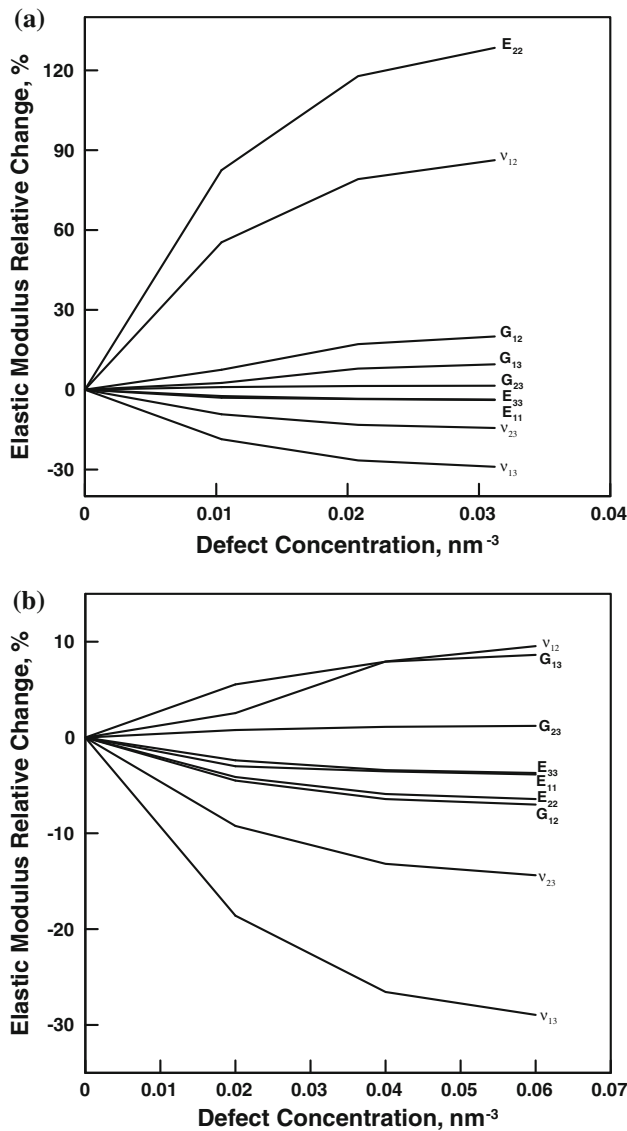 (a)
Elastic Modulus Relative Change, %
120
90
60
30
0
-30
E22
ν12
G12
G13
G23
E33
E11
ν23
ν13
0 0.01 0.02 0.03 0.04
Defect Concentration, nm-3
(b)
Elastic Modulus Relative Change, %
10
0
-10
-20
-30
ν12
G13
G23
E33
E11
E22
G12
ν23
ν13
0 0.02 0.03 0.04 0.05 0.06 0.07
Defect Concentration, nm-3